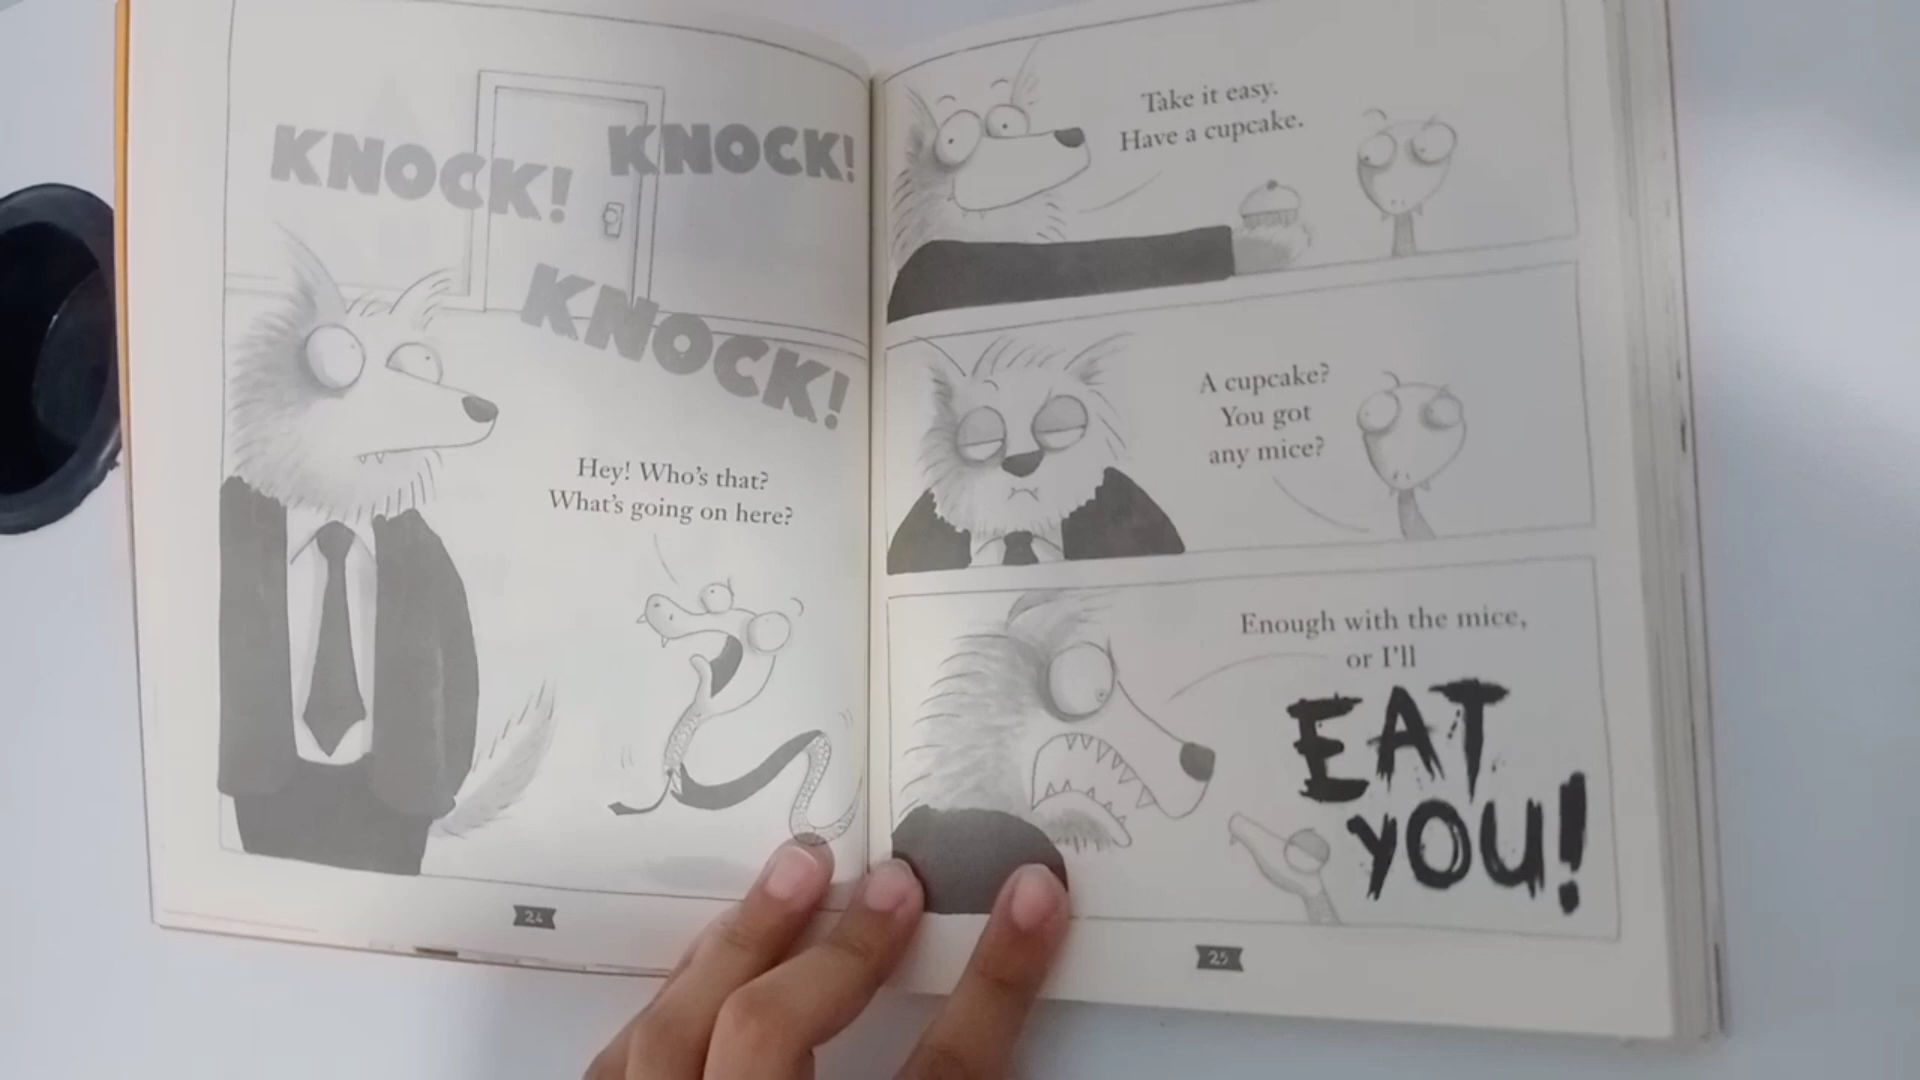 KNOCK!
KNOCK!
KNOCK!
Hey! Who's that?
What's going on here?
24
Take it easy.
Have a cupcake.
A cupcake?
You got
any mice?
Enough with the mice,
or I'll
EAT
YOU!
25